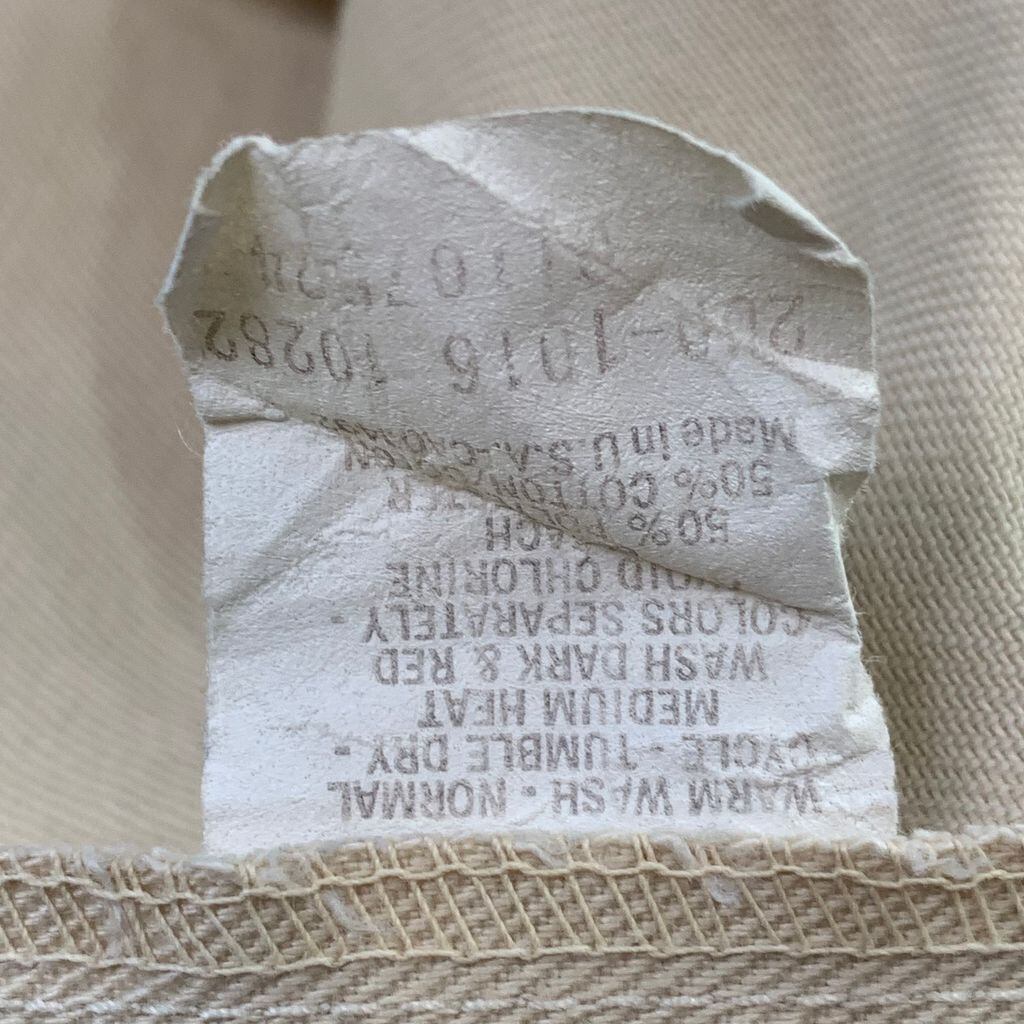 WARM WASH - NORMAL
CYCLE - TUMBLE DRY -
MEDIUM HEAT
WASH DARK & RED
COLORS SEPARATELY -
CHLORINE
50%
50% COTTON
Made in U.S.A.
1016 10282